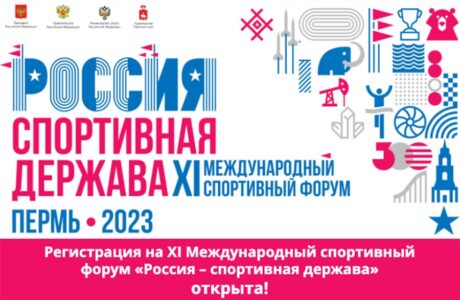 РОССИЯ
СПОРТИВНАЯ
ДЕРЖАВА XI МЕЖДУНАРОДНЫЙ
СПОРТИВНЫЙ ФОРУМ
ПЕРМЬ • 2023
300
Регистрация на XI Международный спортивный
форум «Россия – спортивная держава»
открыта!